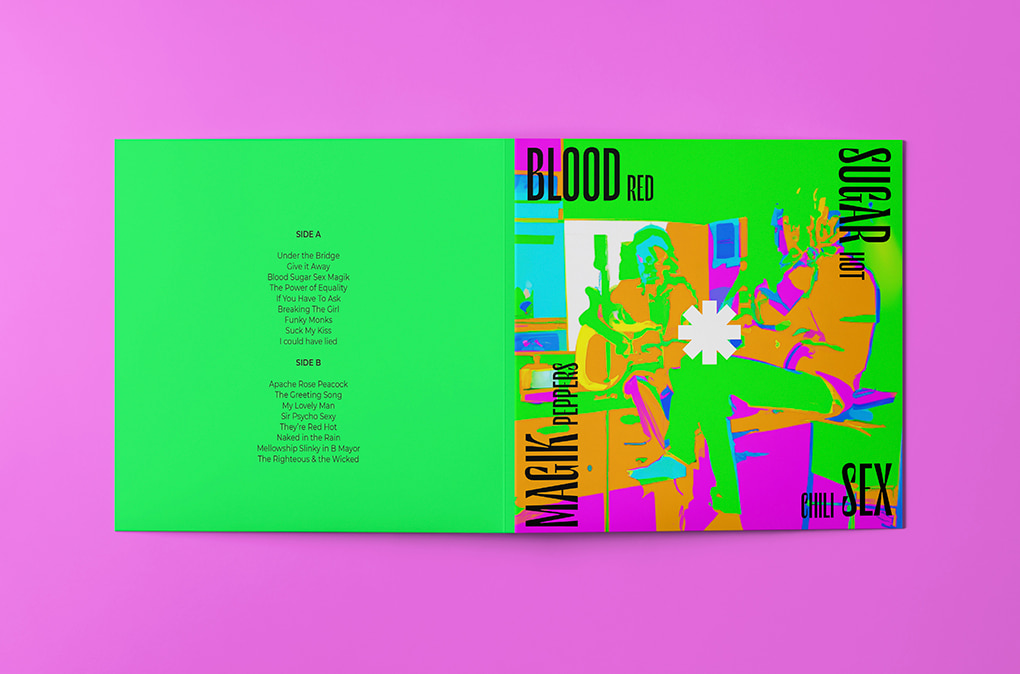 SIDE A
Under the Bridge
Give it Away
Blood Sugar Sex Magik
The Power of Equality
If You Have To Ask
Breaking The Girl
Funky Monks
Suck My Kiss
I could have lied
SIDE B
Apache Rose Peacock
The Greeting Song
My Lovely Man
Sir Psycho Sexy
They're Red Hot
Naked in the Rain
Mellowship Slinky in B Mayor
The Righteous & the Wicked
BLOOD RED
SUGAR HOT
CHILI SEX
MAGIK PEPPERS